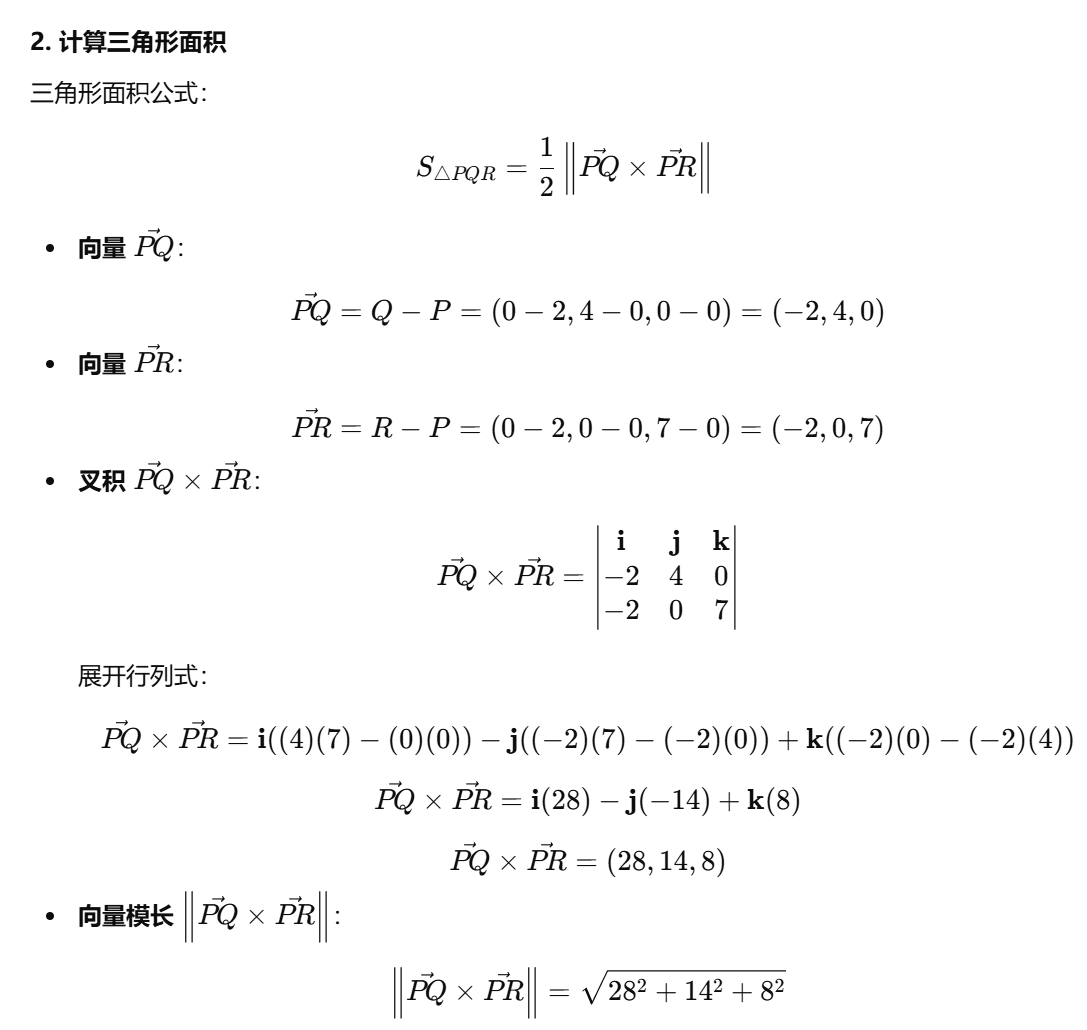 2. 计算三角形面积
三角形面积公式：
$S_{\triangle PQR} = \frac{1}{2} \left\| \vec{PQ} \times \vec{PR} \right\|$
• 向量 $\vec{PQ}$：
$\vec{PQ} = Q - P = (0 - 2, 4 - 0, 0 - 0) = (-2, 4, 0)$
• 向量 $\vec{PR}$：
$\vec{PR} = R - P = (0 - 2, 0 - 0, 7 - 0) = (-2, 0, 7)$
• 叉积 $\vec{PQ} \times \vec{PR}$：
$\vec{PQ} \times \vec{PR} = \begin{vmatrix} \mathbf{i} & \mathbf{j} & \mathbf{k} \\ -2 & 4 & 0 \\ -2 & 0 & 7 \end{vmatrix}$
展开行列式：
$\vec{PQ} \times \vec{PR} = \mathbf{i}((4)(7) - (0)(0)) - \mathbf{j}((-2)(7) - (-2)(0)) + \mathbf{k}((-2)(0) - (-2)(4))$
$\vec{PQ} \times \vec{PR} = \mathbf{i}(28) - \mathbf{j}(-14) + \mathbf{k}(8)$
$\vec{PQ} \times \vec{PR} = (28, 14, 8)$
• 向量模长 $\left\| \vec{PQ} \times \vec{PR} \right\|$：
$\left\| \vec{PQ} \times \vec{PR} \right\| = \sqrt{28^2 + 14^2 + 8^2}$